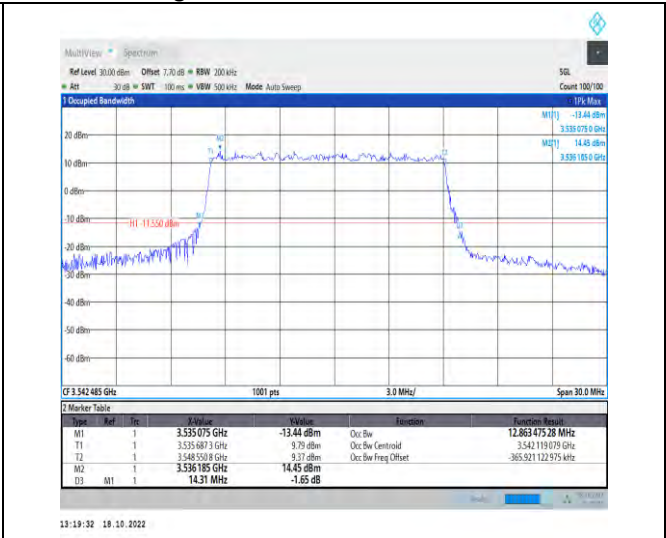 MultiView Spectrum
Ref Level 30.00 dBm Offset 7.70 dB RBW 200 kHz SGL
Att 30 dB SWT 100 ms VBW 500 kHz Mode Auto Sweep Count 100/100
1 Occupied Bandwidth 1Pk Max
M1[1] -13.44 dBm
3.535 075 0 GHz
M2[1] 14.45 dBm
3.536 185 0 GHz
20 dBm
M2
T1
T2
10 dBm
0 dBm
-10 dBm
M1
H1 -11.550 dBm
D3
-20 dBm
-30 dBm
-40 dBm
-50 dBm
-60 dBm
CF 3.542 485 GHz 1001 pts 3.0 MHz/ Span 30.0 MHz
2 Marker Table
Type Ref Trc X-Value Y-Value Function Function Result
M1 1 3.535 075 GHz -13.44 dBm Occ Bw 12.863 475 28 MHz
T1 1 3.535 687 3 GHz 9.79 dBm Occ Bw Centroid 3.542 119 079 GHz
T2 1 3.548 550 8 GHz 9.37 dBm Occ Bw Freq Offset -365.921 122 975 kHz
M2 1 3.536 185 GHz 14.45 dBm
D3 M1 1 14.31 MHz -1.65 dB
13:19:32 18.10.2022